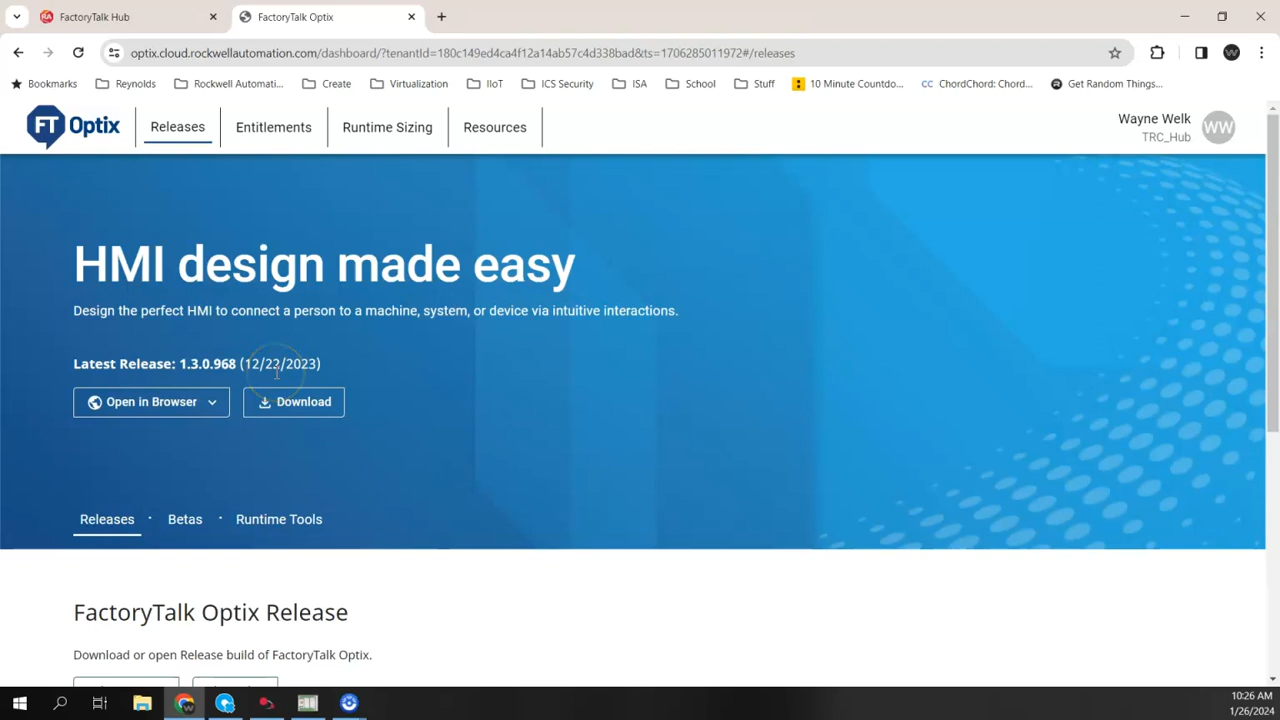 FactoryTalk Hub
FactoryTalk Optix
optix.cloud.rockwellautomation.com/dashboard/?tenantId=180c149ed4ca4f12a14ab57c4d338bad&ts=1706285011972#/releases
Bookmarks Reynolds Rockwell Automati... Create Virtualization IIoT ICS Security ISA School Stuff 10 Minute Countdo... CC ChordChord: Chord... Get Random Things...
FT Optix Releases Entitlements Runtime Sizing Resources
Wayne Welk
TRC_Hub
WW
HMI design made easy
Design the perfect HMI to connect a person to a machine, system, or device via intuitive interactions.
Latest Release: 1.3.0.968 (12/22/2023)
Open in Browser Download
Releases · Betas · Runtime Tools
FactoryTalk Optix Release
Download or open Release build of FactoryTalk Optix.
10:26 AM
1/26/2024